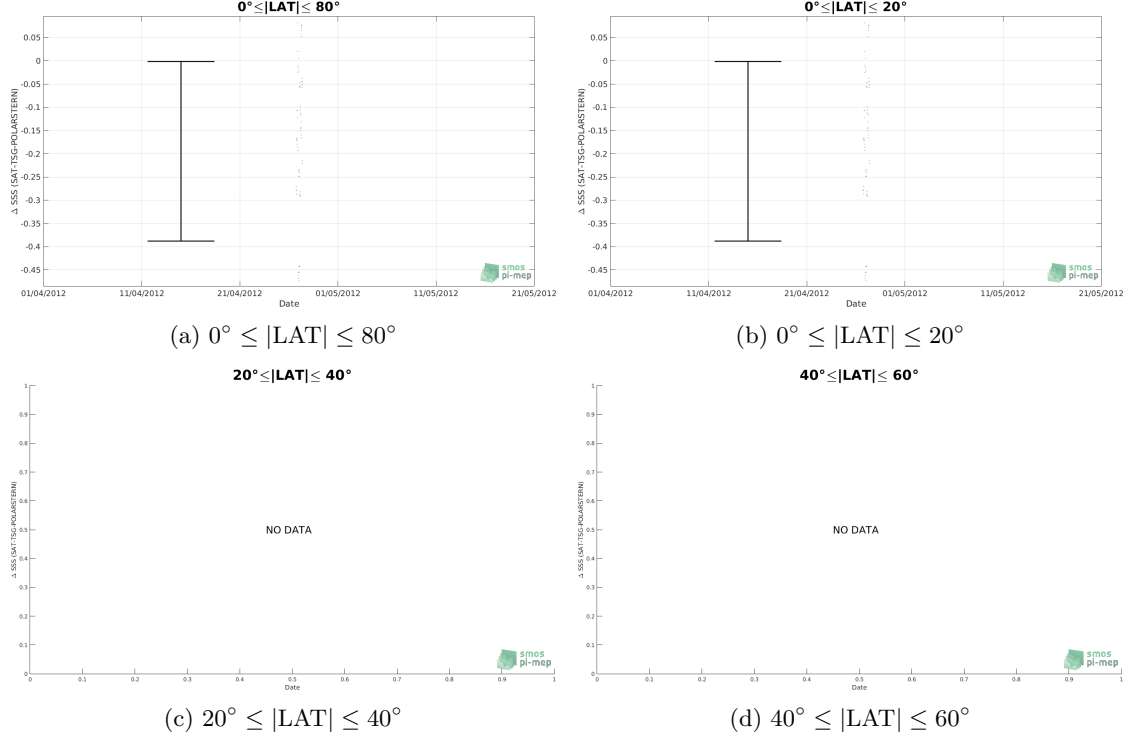 0°≤|LAT|≤ 80°
0.05
0
-0.05
-0.1
-0.15
-0.2
-0.25
-0.3
-0.35
-0.4
-0.45
Δ SSS (SAT-TSG-POLARSTERN)
01/04/2012 11/04/2012 21/04/2012 01/05/2012 11/05/2012 21/05/2012
Date
smos
pi-mep
(a) 0° ≤ |LAT| ≤ 80°
0°≤|LAT|≤ 20°
0.05
0
-0.05
-0.1
-0.15
-0.2
-0.25
-0.3
-0.35
-0.4
-0.45
Δ SSS (SAT-TSG-POLARSTERN)
01/04/2012 11/04/2012 21/04/2012 01/05/2012 11/05/2012 21/05/2012
Date
smos
pi-mep
(b) 0° ≤ |LAT| ≤ 20°
20°≤|LAT|≤ 40°
1
0.9
0.8
0.7
0.6
0.5
0.4
0.3
0.2
0.1
0
Δ SSS (SAT-TSG-POLARSTERN)
NO DATA
0 0.1 0.2 0.3 0.4 0.5 0.6 0.7 0.8 0.9 1
Date
smos
pi-mep
(c) 20° ≤ |LAT| ≤ 40°
40°≤|LAT|≤ 60°
1
0.9
0.8
0.7
0.6
0.5
0.4
0.3
0.2
0.1
0
Δ SSS (SAT-TSG-POLARSTERN)
NO DATA
0 0.1 0.2 0.3 0.4 0.5 0.6 0.7 0.8 0.9 1
Date
smos
pi-mep
(d) 40° ≤ |LAT| ≤ 60°